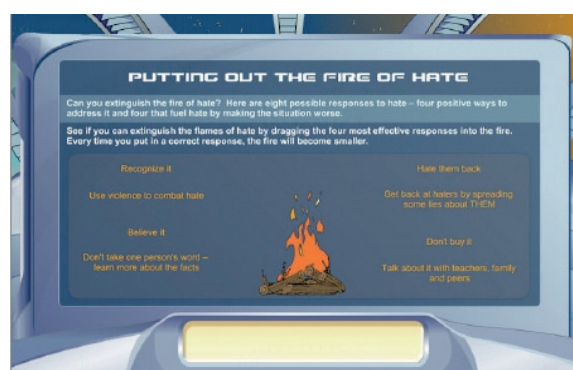 PUTTING OUT THE FIRE OF HATE
Can you extinguish the fire of hate? Here are eight possible responses to hate – four positive ways to
address it and four that fuel hate by making the situation worse.
See if you can extinguish the flames of hate by dragging the four most effective responses into the fire.
Every time you put in a correct response, the fire will become smaller.
Recognize it
Use violence to combat hate
Believe it
Don't take one person's word –
learn more about the facts
Hate them back
Get back at haters by spreading
some lies about THEM
Don't buy it
Talk about it with teachers, family
and peers